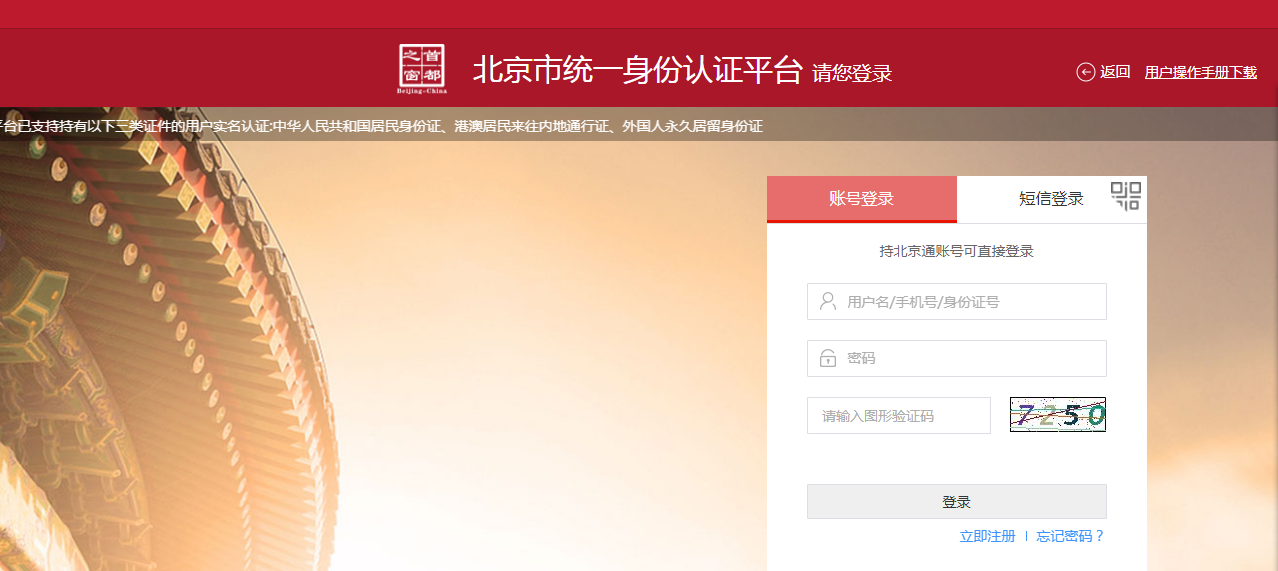 之首
窗都
Beijing-China
北京市统一身份认证平台 请您登录
返回 用户操作手册下载
平台已支持持有以下三类证件的用户实名认证:中华人民共和国居民身份证、港澳居民来往内地通行证、外国人永久居留身份证
账号登录 短信登录
持北京通账号可直接登录
用户名/手机号/身份证号
密码
请输入图形验证码 7250
登录
立即注册 | 忘记密码？